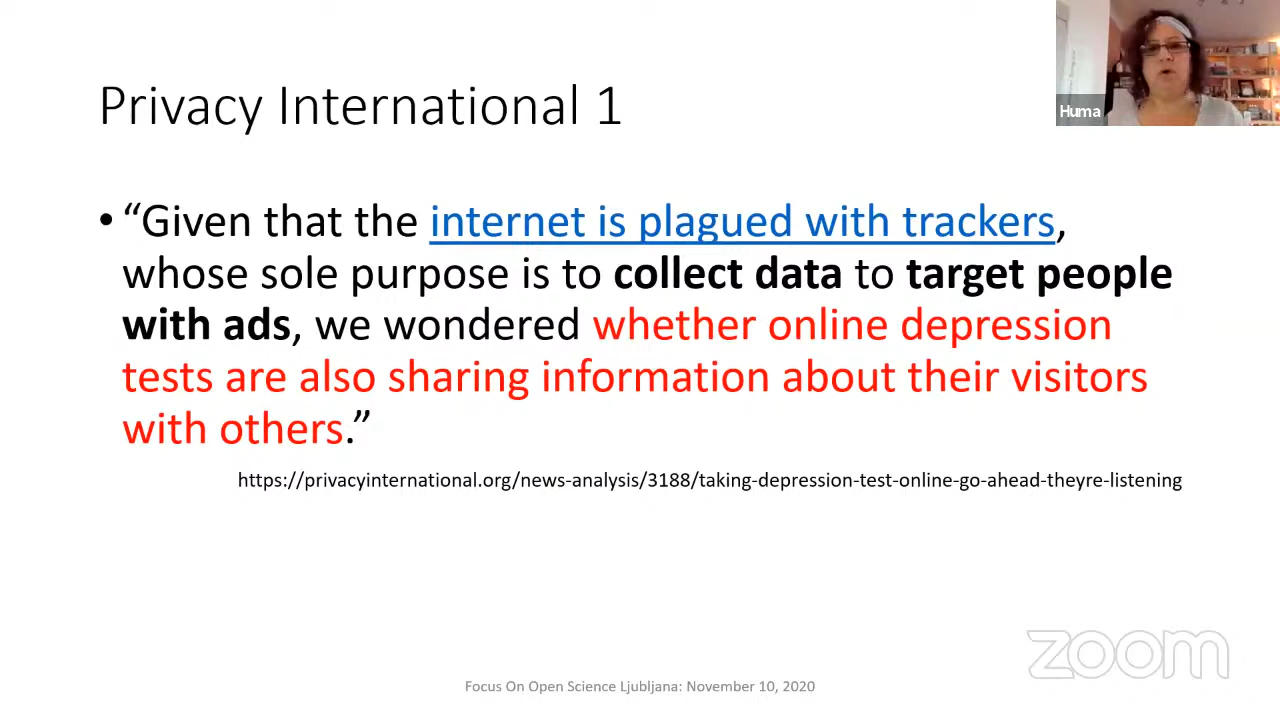 Privacy International 1
Huma
• “Given that the internet is plagued with trackers,
whose sole purpose is to collect data to target people
with ads, we wondered whether online depression
tests are also sharing information about their visitors
with others.”
https://privacyinternational.org/news-analysis/3188/taking-depression-test-online-go-ahead-theyre-listening
zoom
Focus On Open Science Ljubljana: November 10, 2020